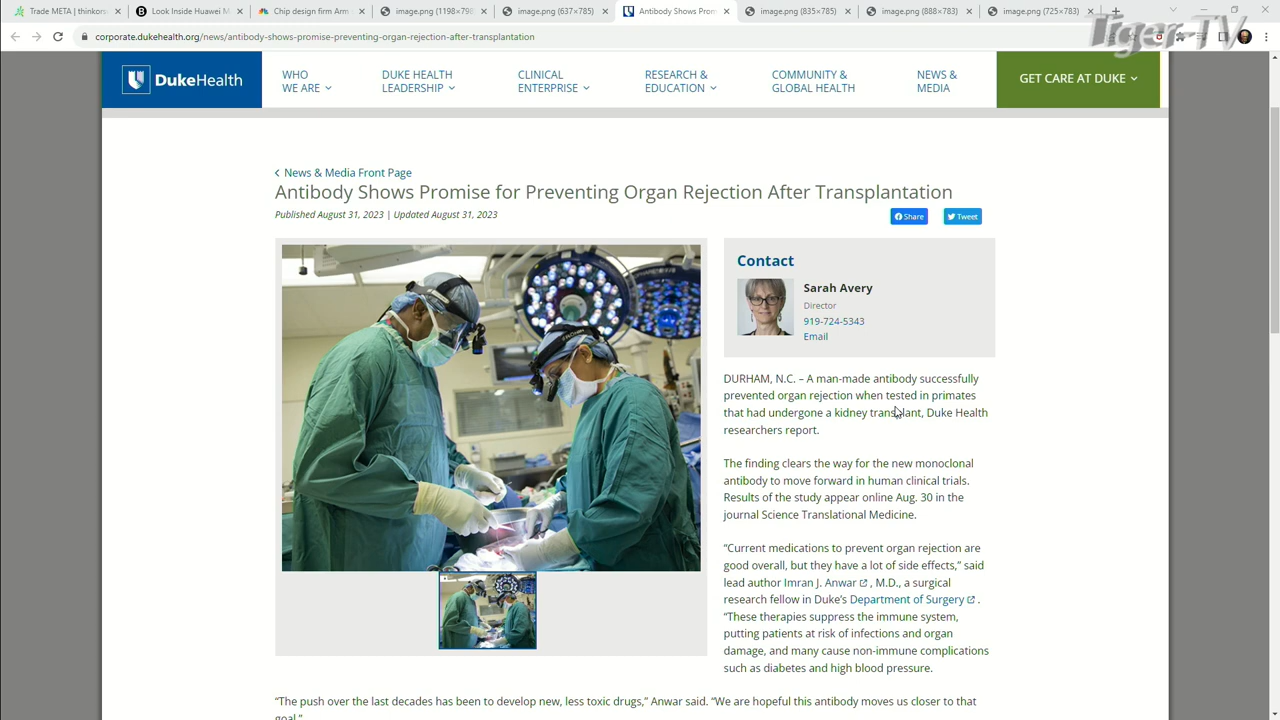 Trade META | thinkors
Look Inside Huawei M
Chip design firm Arm
image.png (1198×798)
image.png (637×785)
Antibody Shows Pro
image.png (835×785)
image.png (888×783)
image.png (725×783)
Tiger-TV
corporate.dukehealth.org/news/antibody-shows-promise-preventing-organ-rejection-after-transplantation
DukeHealth
WHO
WE ARE
DUKE HEALTH
LEADERSHIP
CLINICAL
ENTERPRISE
RESEARCH &
EDUCATION
COMMUNITY &
GLOBAL HEALTH
NEWS &
MEDIA
GET CARE AT DUKE
News & Media Front Page
Antibody Shows Promise for Preventing Organ Rejection After Transplantation
Published August 31, 2023 | Updated August 31, 2023
Share
Tweet
Contact
Sarah Avery
Director
919-724-5343
Email
DURHAM, N.C. – A man-made antibody successfully
prevented organ rejection when tested in primates
that had undergone a kidney transplant, Duke Health
researchers report.
The finding clears the way for the new monoclonal
antibody to move forward in human clinical trials.
Results of the study appear online Aug. 30 in the
journal Science Translational Medicine.
“Current medications to prevent organ rejection are
good overall, but they have a lot of side effects,” said
lead author Imran J. Anwar , M.D., a surgical
research fellow in Duke’s Department of Surgery .
“These therapies suppress the immune system,
putting patients at risk of infections and organ
damage, and many cause non-immune complications
such as diabetes and high blood pressure.
“The push over the last decades has been to develop new, less toxic drugs,” Anwar said. “We are hopeful this antibody moves us closer to that
goal.”